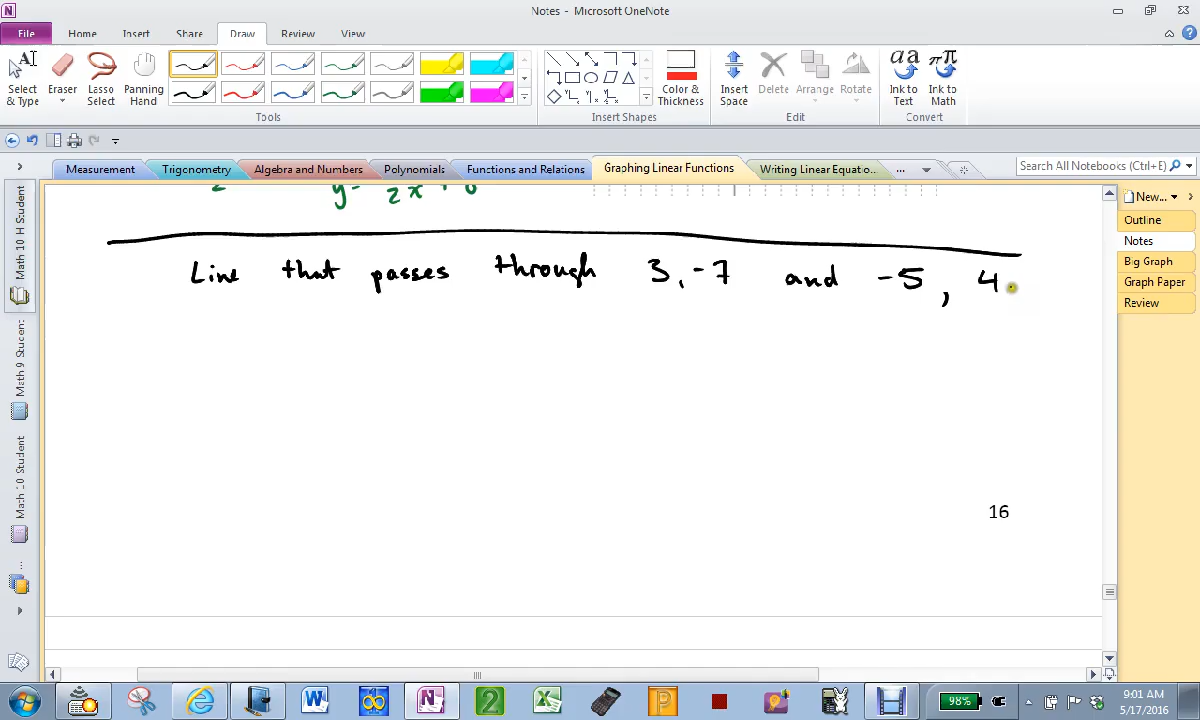 Notes - Microsoft OneNote
File Home Insert Share Draw Review View
Select & Type
Eraser
Lasso Select
Panning Hand
Color & Thickness
Insert Space
Delete
Arrange
Rotate
Ink to Text
Ink to Math
Tools
Insert Shapes
Edit
Convert
Measurement Trigonometry Algebra and Numbers Polynomials Functions and Relations Graphing Linear Functions Writing Linear Equatio... ...
Search All Notebooks (Ctrl+E)
New...
Outline
Notes
Big Graph
Graph Paper
Review
Math 10 H Student
Math 9 Student
Math 10 Student
Line that passes through 3, -7 and -5, 4
16
98%
9:01 AM
5/17/2016